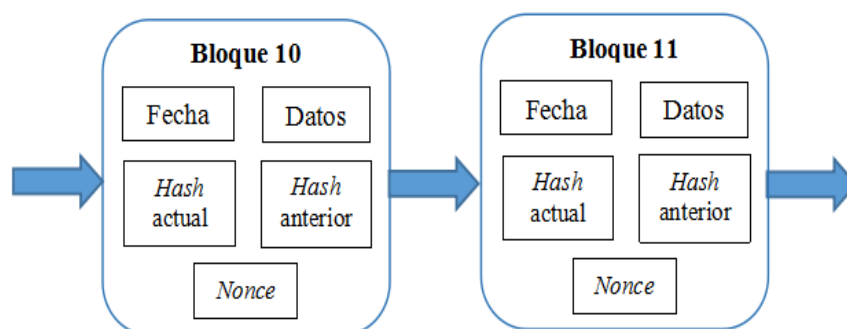 Bloque 10
Fecha
Datos
Hash
actual
Hash
anterior
Nonce
Bloque 11
Fecha
Datos
Hash
actual
Hash
anterior
Nonce